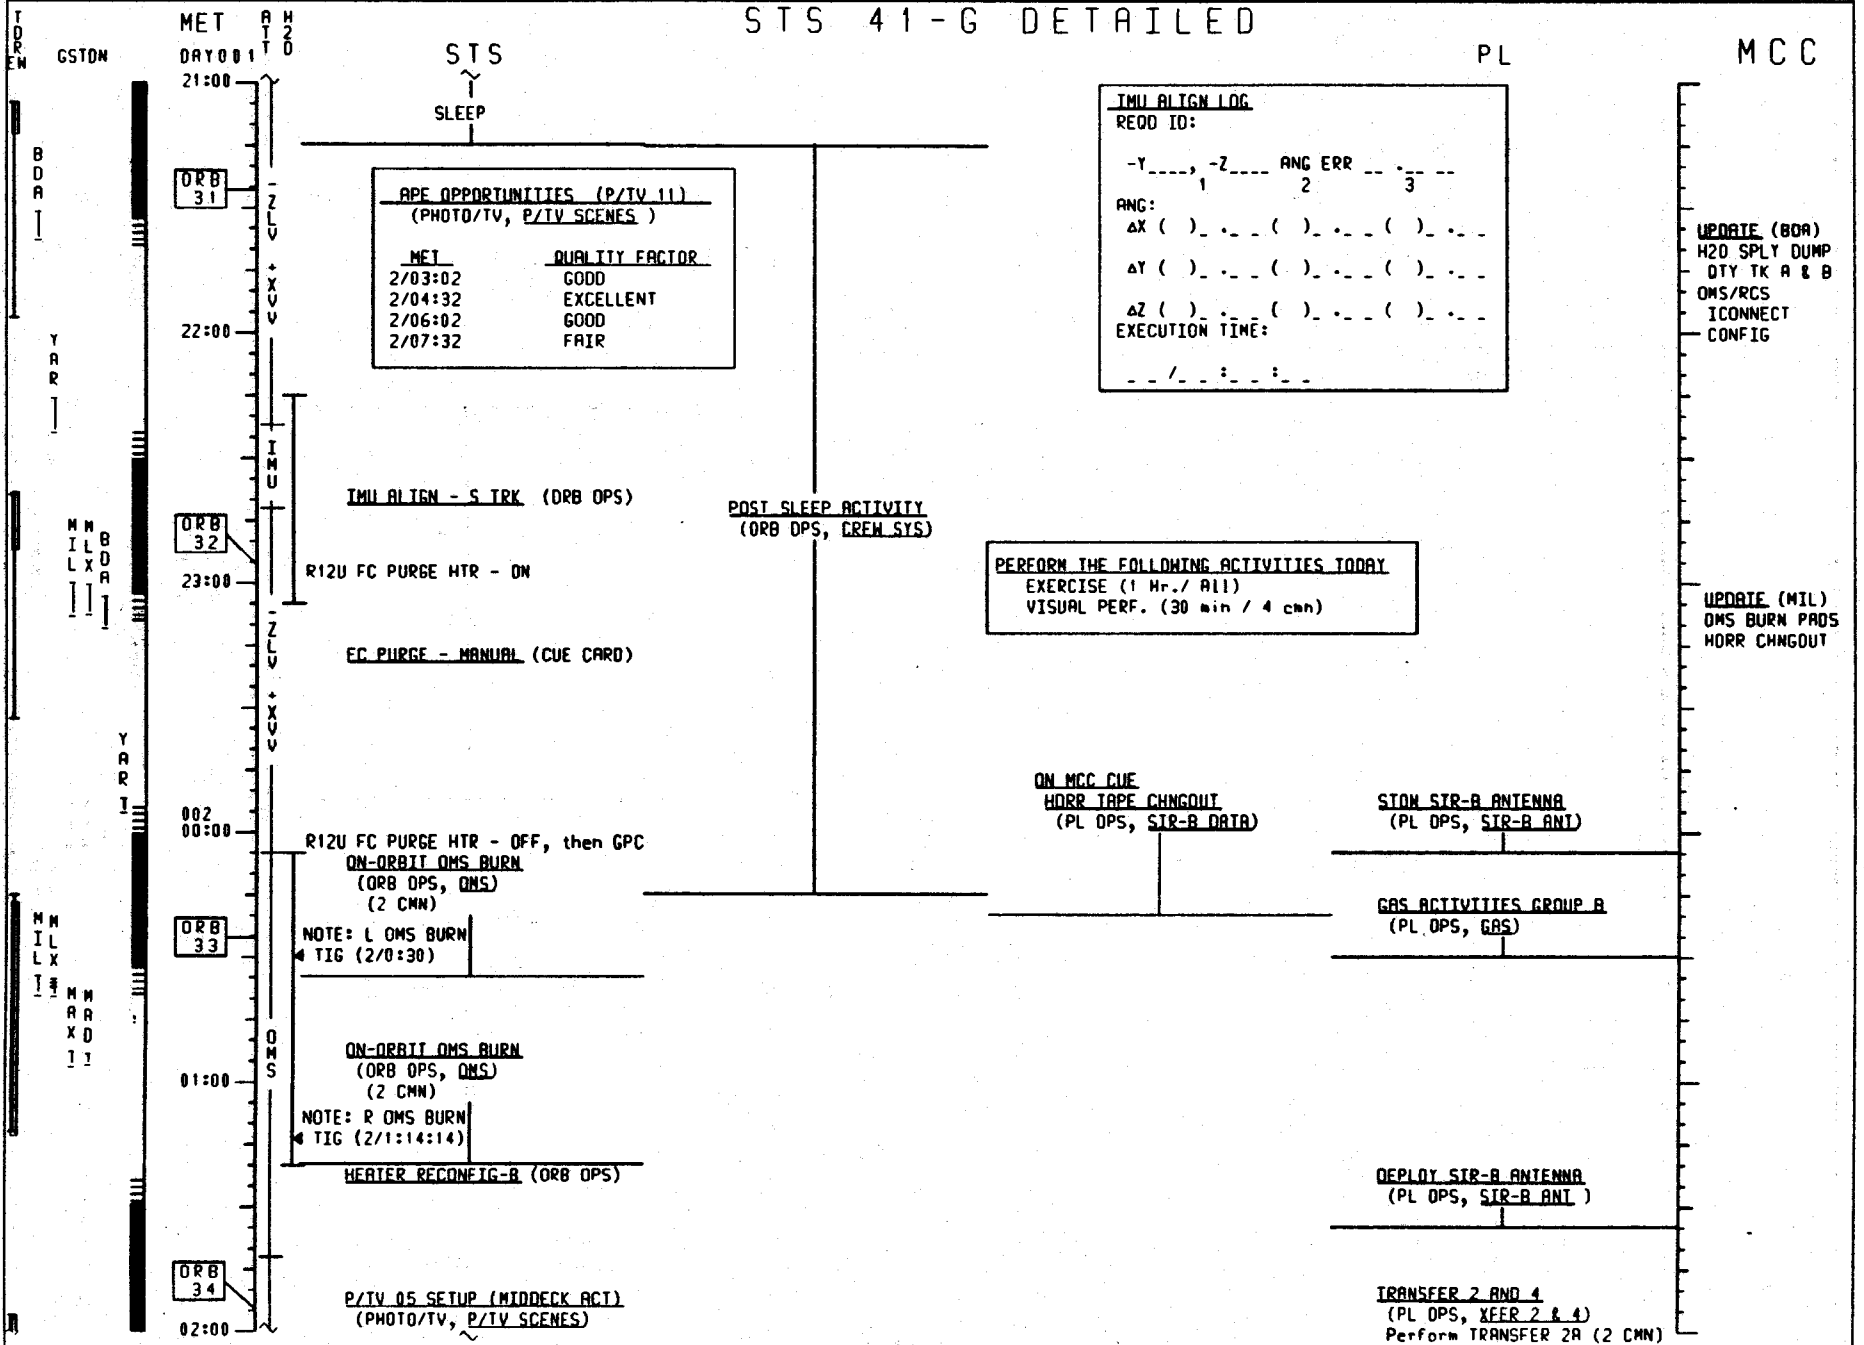 STS 41-G DETAILED
TDRE EW
GSTDN
MET
DAY001
ATT
H2O
STS
PL
MCC
21:00
SLEEP
BDA
ORB
31
-ZLV +XVV
APE OPPORTUNITIES (P/TV 11)
(PHOTO/TV, P/TV SCENES )
MET QUALITY FACTOR
2/03:02 GOOD
2/04:32 EXCELLENT
2/06:02 GOOD
2/07:32 FAIR
IMU ALIGN LOG
REQD ID:
-Y____, -Z____ ANG ERR __ .__ __
1 2 3
ANG:
ΔX ( )_ ._ _ ( )_ ._ _ ( )_ ._ _
ΔY ( )_ ._ _ ( )_ ._ _ ( )_ ._ _
ΔZ ( )_ ._ _ ( )_ ._ _ ( )_ ._ _
EXECUTION TIME:
_ _ /_ _ :_ _ :_ _
UPDATE (BDA)
H2O SPLY DUMP
QTY TK A & B
OMS/RCS
ICONNECT
CONFIG
22:00
YAR
IMU
IMU ALIGN - S TRK (ORB OPS)
POST SLEEP ACTIVITY
(ORB OPS, CREW SYS)
MIL
MLX
BDA
ORB
32
R12U FC PURGE HTR - ON
23:00
PERFORM THE FOLLOWING ACTIVITIES TODAY
EXERCISE (1 Hr./ All)
VISUAL PERF. (30 min / 4 cmn)
UPDATE (MIL)
OMS BURN PADS
HDRR CHNGOUT
-ZLV +XVV
FC PURGE - MANUAL (CUE CARD)
YAR
ON MCC CUE
HDRR TAPE CHNGOUT
(PL OPS, SIR-B DATA)
STOW SIR-B ANTENNA
(PL OPS, SIR-B ANT)
002
00:00
R12U FC PURGE HTR - OFF, then GPC
ON-ORBIT OMS BURN
(ORB OPS, OMS)
(2 CMN)
MIL
MLX
ORB
33
NOTE: L OMS BURN
TIG (2/0:30)
GAS ACTIVITIES GROUP B
(PL OPS, GAS)
MAX
MAD
OMS
ON-ORBIT OMS BURN
(ORB OPS, OMS)
(2 CMN)
01:00
NOTE: R OMS BURN
TIG (2/1:14:14)
HEATER RECONFIG-B (ORB OPS)
DEPLOY SIR-B ANTENNA
(PL OPS, SIR-B ANT )
ORB
34
P/TV 05 SETUP (MIDDECK ACT)
(PHOTO/TV, P/TV SCENES)
TRANSFER 2 AND 4
(PL OPS, XFER 2 & 4)
Perform TRANSFER 2A (2 CMN)
02:00